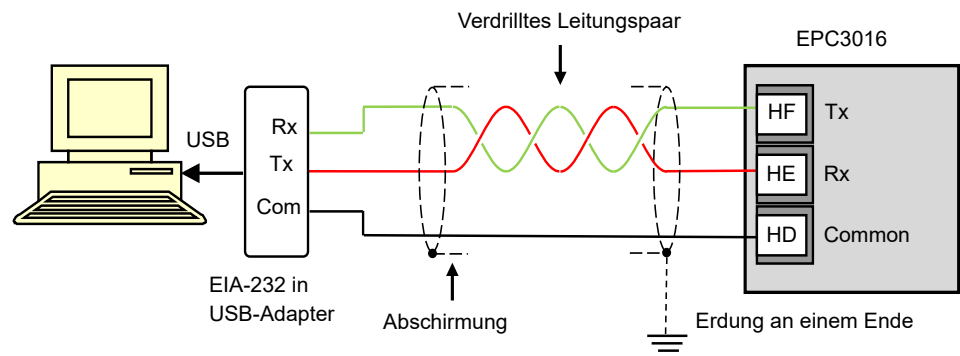 Verdrilltes Leitungspaar
EPC3016
USB
Rx
Tx
Com
HF Tx
HE Rx
HD Common
EIA-232 in
USB-Adapter
Abschirmung
Erdung an einem Ende